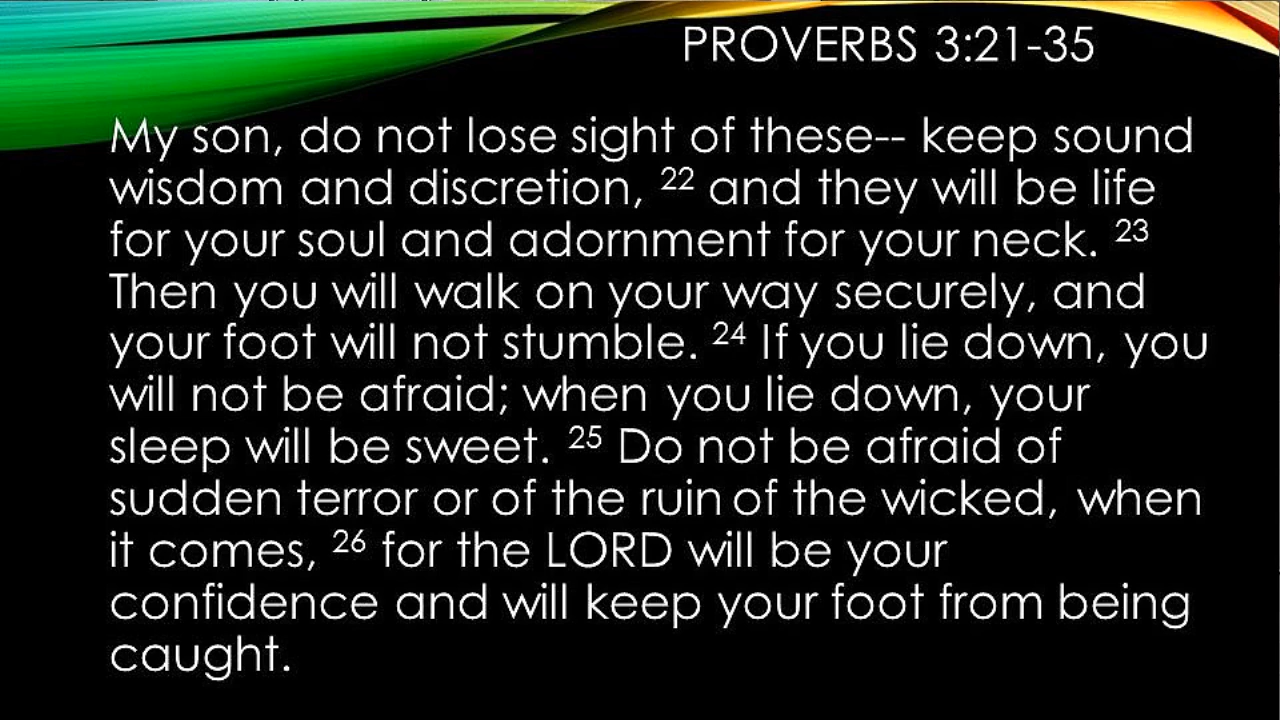 PROVERBS 3:21-35
My son, do not lose sight of these-- keep sound
wisdom and discretion, 22 and they will be life
for your soul and adornment for your neck. 23
Then you will walk on your way securely, and
your foot will not stumble. 24 If you lie down, you
will not be afraid; when you lie down, your
sleep will be sweet. 25 Do not be afraid of
sudden terror or of the ruin of the wicked, when
it comes, 26 for the LORD will be your
confidence and will keep your foot from being
caught.